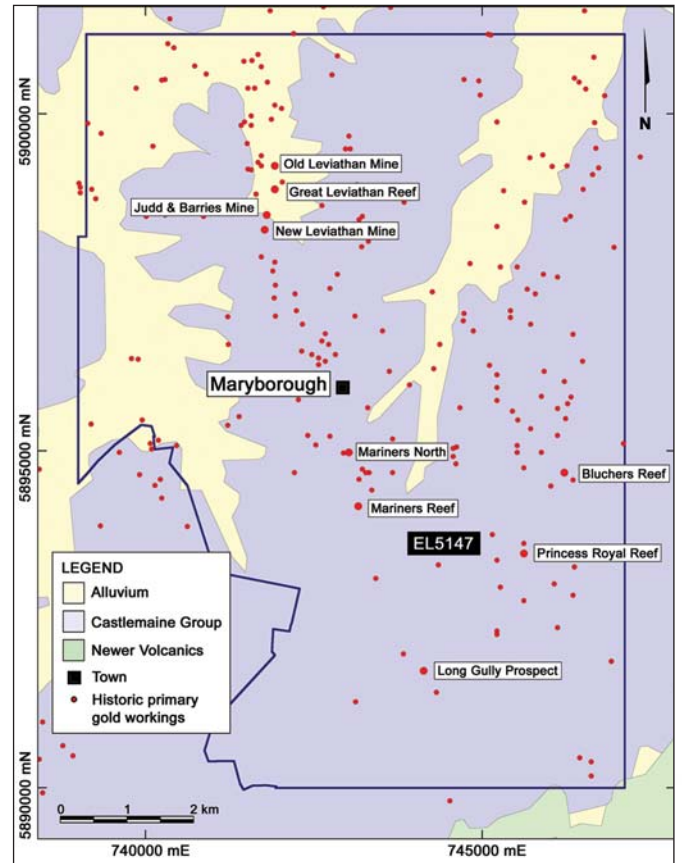 5900000 mN
N
Old Leviathan Mine
Great Leviathan Reef
Judd & Barries Mine
New Leviathan Mine
Maryborough
5895000 mN
Mariners North
Bluchers Reef
Mariners Reef
EL5147
Princess Royal Reef
LEGEND
Alluvium
Castlemaine Group
Newer Volcanics
Town
Historic primary
gold workings
Long Gully Prospect
5890000 mN
0 1 2 km
740000 mE
745000 mE